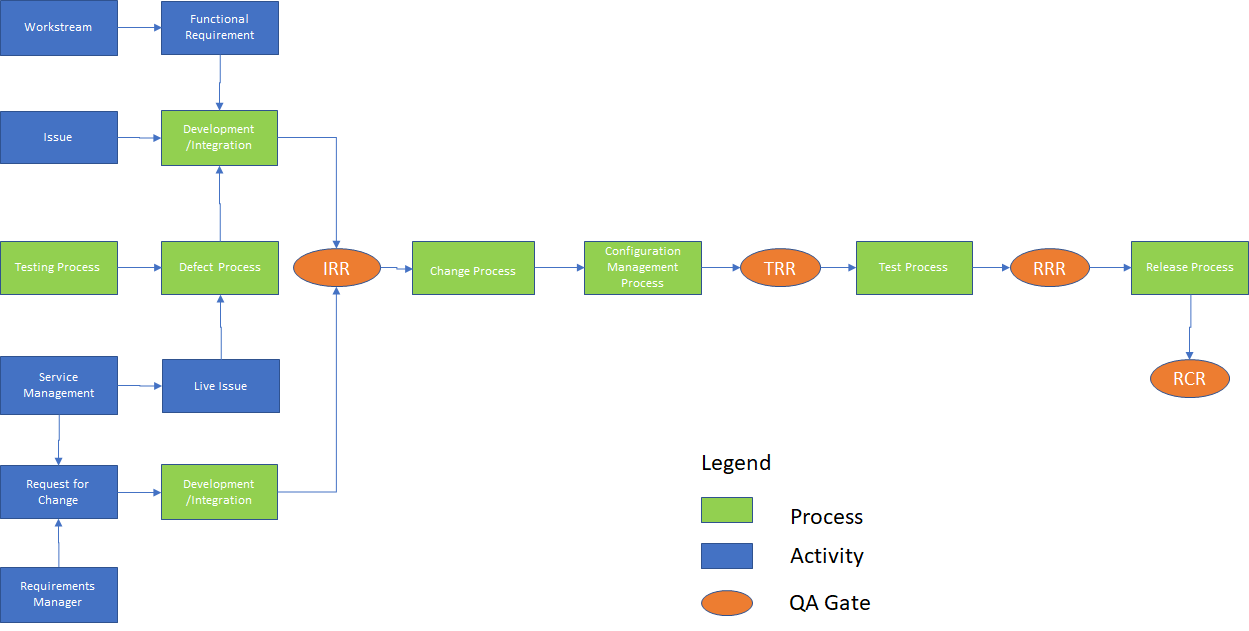 Workstream
Functional
Requirement
Issue
Development
/Integration
Testing Process
Defect Process
IRR
Change Process
Configuration
Management
Process
TRR
Test Process
RRR
Release Process
Service
Management
Live Issue
RCR
Request for
Change
Development
/Integration
Requirements
Manager
Legend
Process
Activity
QA Gate